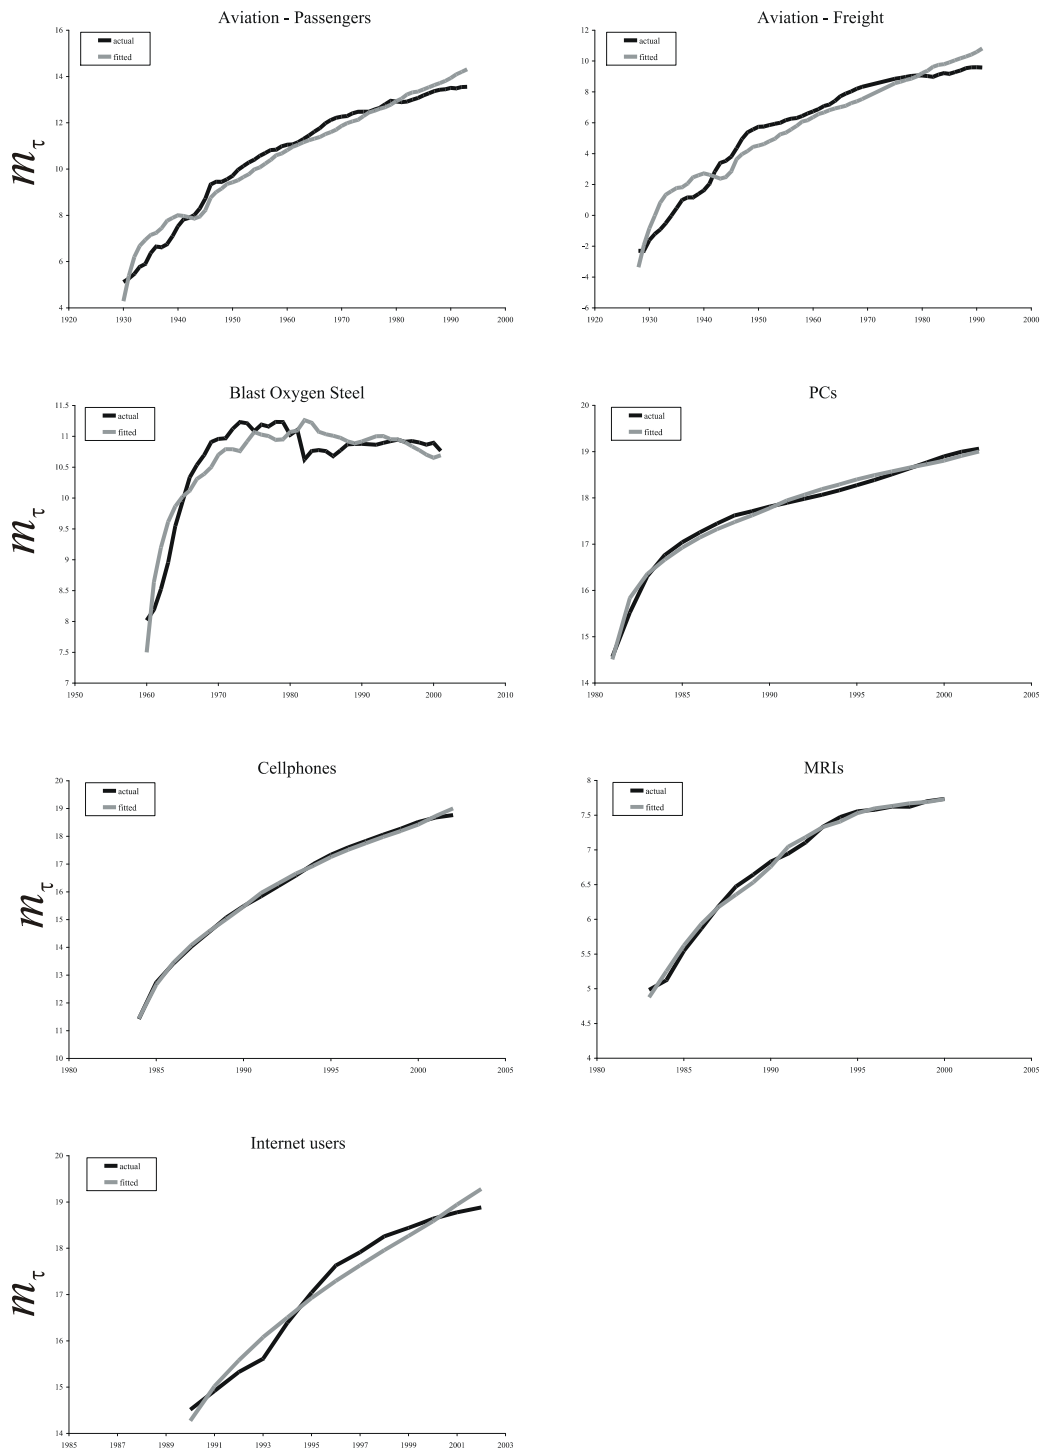 Aviation - Passengers
16
14
12
10
8
6
4
1920 1930 1940 1950 1960 1970 1980 1990 2000
actual
fitted
mτ
Aviation - Freight
12
10
8
6
4
2
0
-2
-4
-6
1920 1930 1940 1950 1960 1970 1980 1990 2000
actual
fitted
Blast Oxygen Steel
11.5
11
10.5
10
9.5
9
8.5
8
7.5
7
1950 1960 1970 1980 1990 2000 2010
actual
fitted
mτ
PCs
20
19
18
17
16
15
14
1980 1985 1990 1995 2000 2005
actual
fitted
Cellphones
20
19
18
17
16
15
14
13
12
11
10
1980 1985 1990 1995 2000 2005
actual
fitted
mτ
MRIs
8
7.5
7
6.5
6
5.5
5
4.5
4
1980 1985 1990 1995 2000 2005
actual
fitted
Internet users
20
19
18
17
16
15
14
1985 1987 1989 1991 1993 1995 1997 1999 2001 2003
actual
fitted
mτ